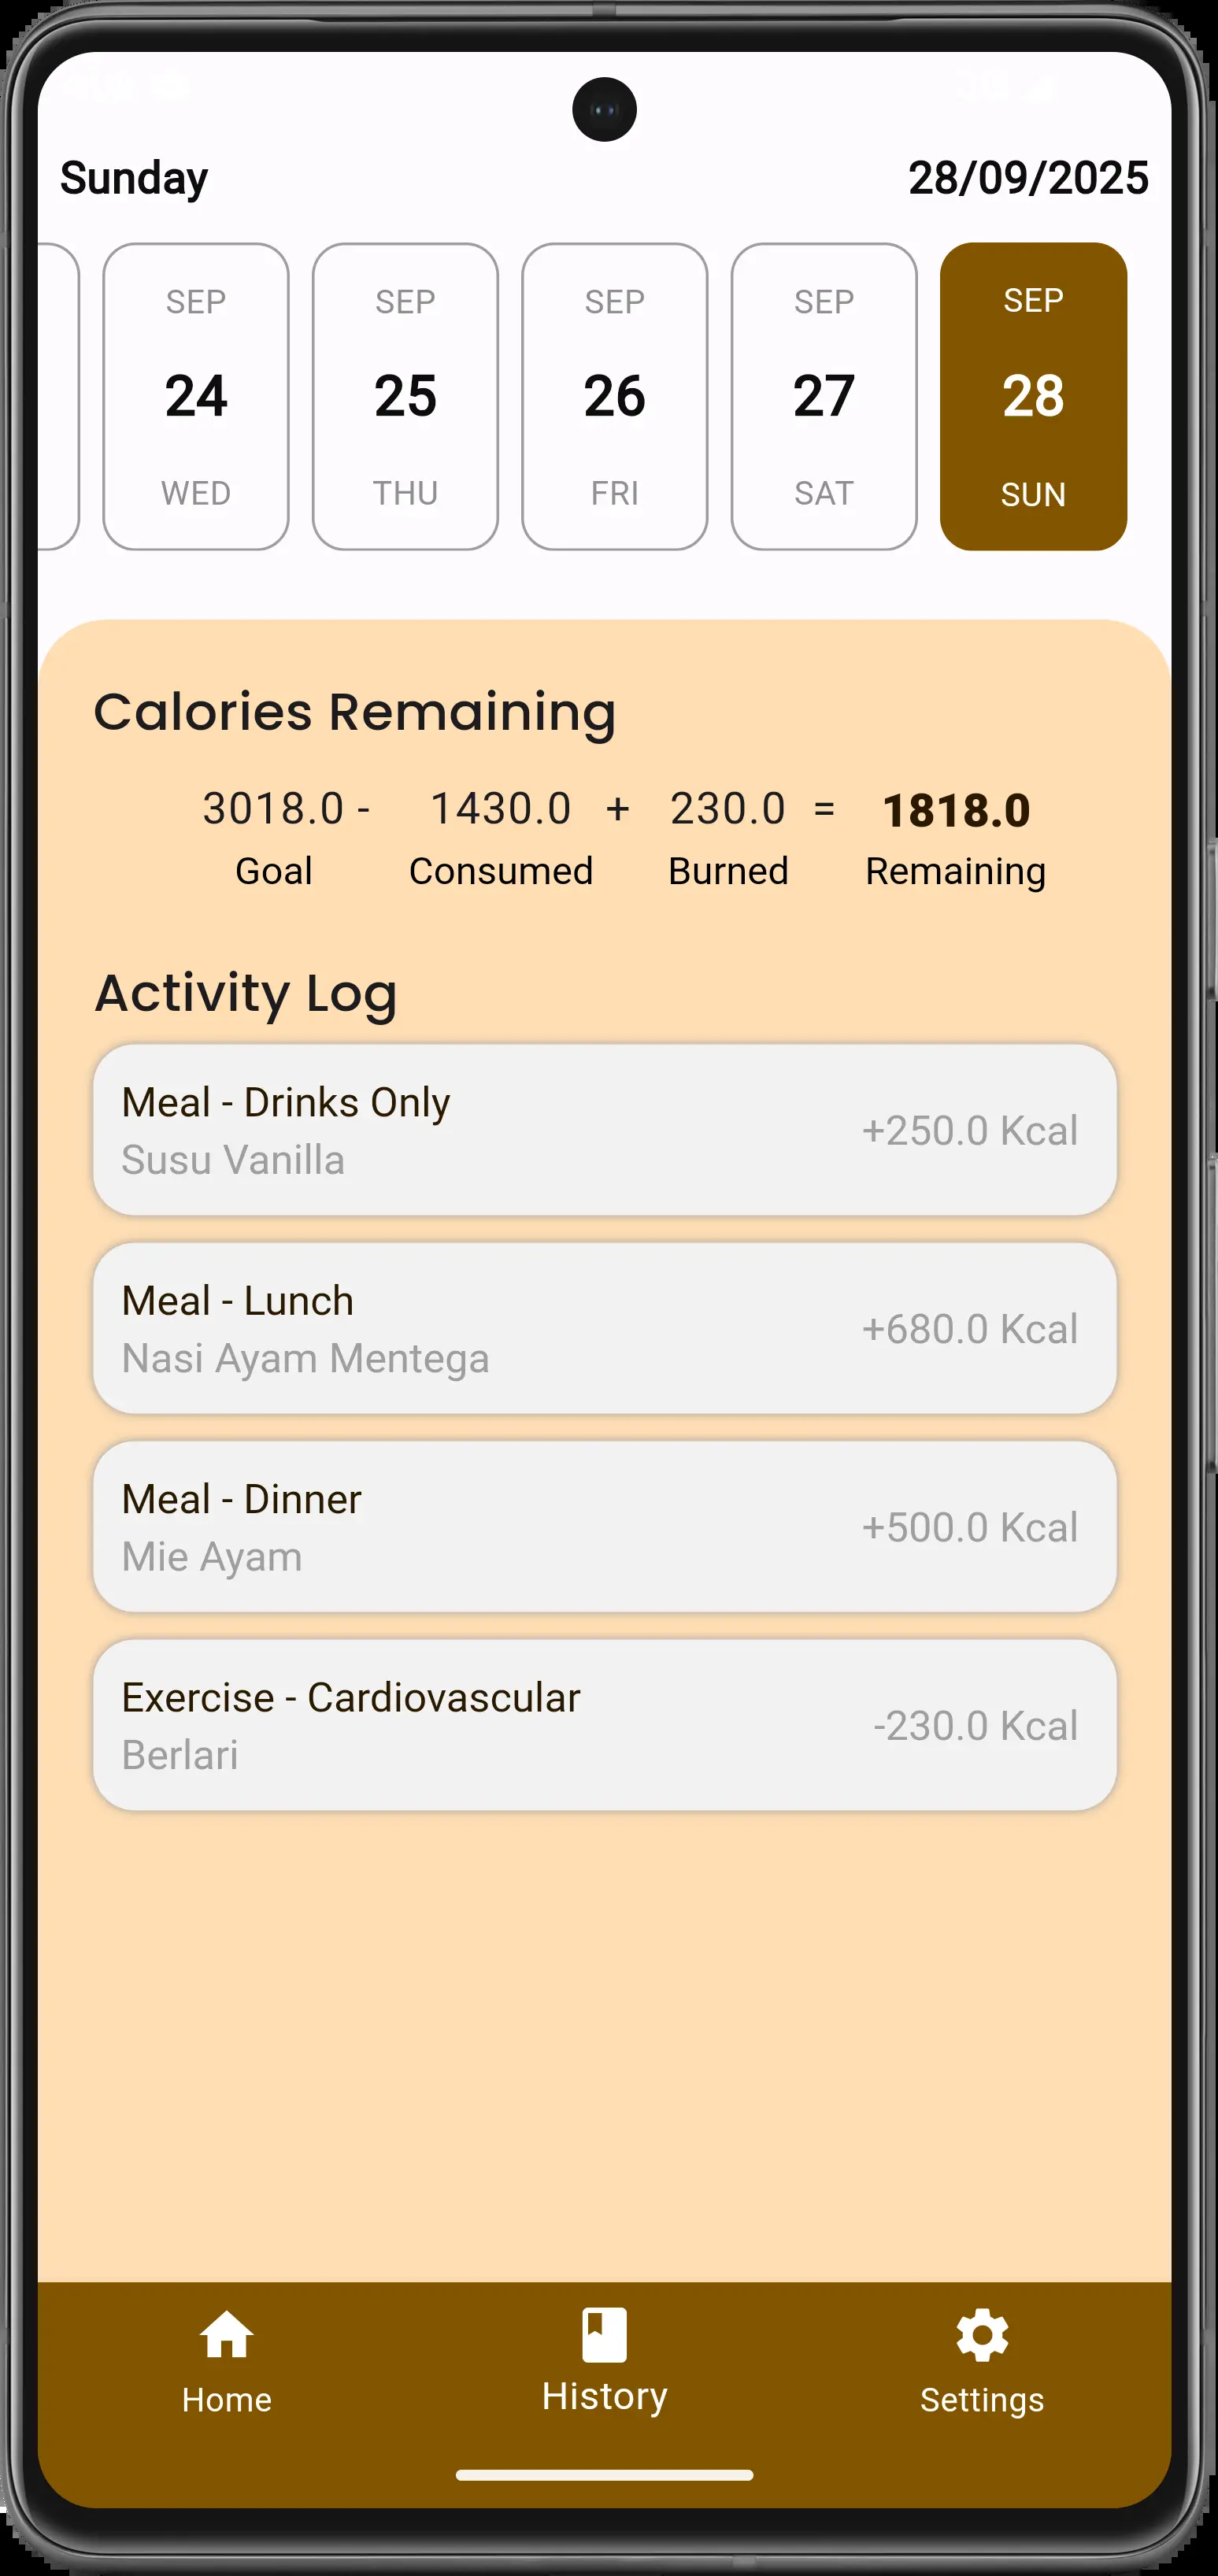 Sunday 28/09/2025
SEP SEP SEP SEP SEP
24 25 26 27 28
WED THU FRI SAT SUN
Calories Remaining
3018.0 - 1430.0 + 230.0 = 1818.0
Goal Consumed Burned Remaining
Activity Log
Meal - Drinks Only
Susu Vanilla
+250.0 Kcal
Meal - Lunch
Nasi Ayam Mentega
+680.0 Kcal
Meal - Dinner
Mie Ayam
+500.0 Kcal
Exercise - Cardiovascular
Berlari
-230.0 Kcal
Home History Settings